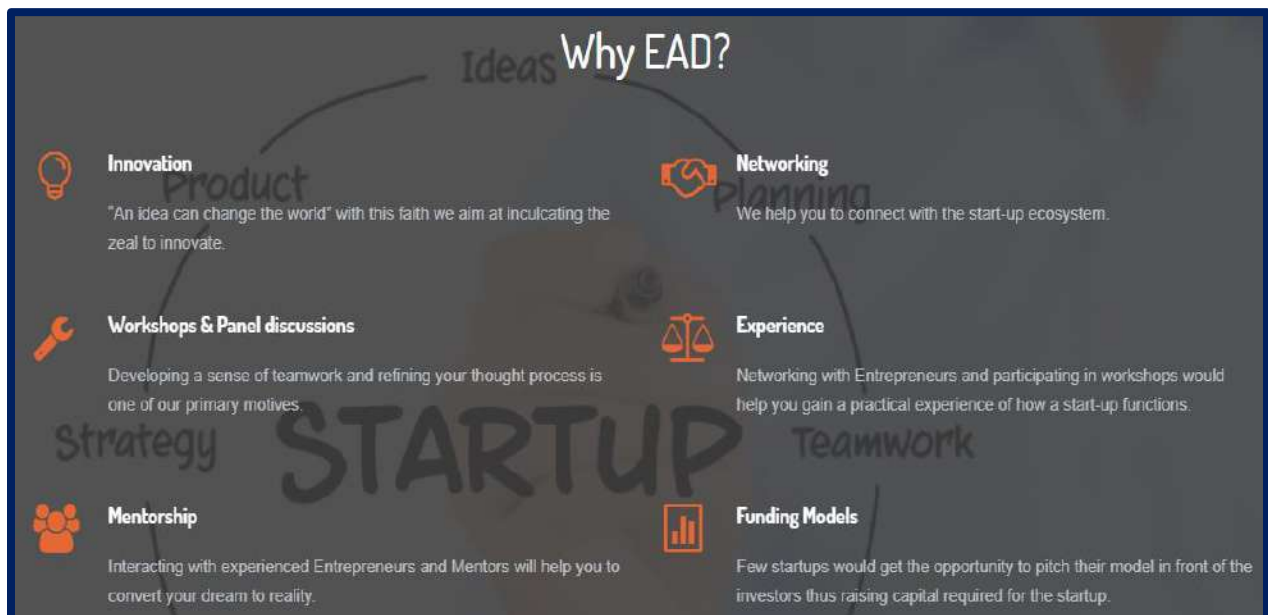 Why EAD?
Ideas
Product
Planning
Strategy
STARTUP
Teamwork
Innovation
"An idea can change the world" with this faith we aim at inculcating the
zeal to innovate.
Networking
We help you to connect with the start-up ecosystem.
Workshops & Panel discussions
Developing a sense of teamwork and refining your thought process is
one of our primary motives.
Experience
Networking with Entrepreneurs and participating in workshops would
help you gain a practical experience of how a start-up functions.
Mentorship
Interacting with experienced Entrepreneurs and Mentors will help you to
convert your dream to reality.
Funding Models
Few startups would get the opportunity to pitch their model in front of the
investors thus raising capital required for the startup.